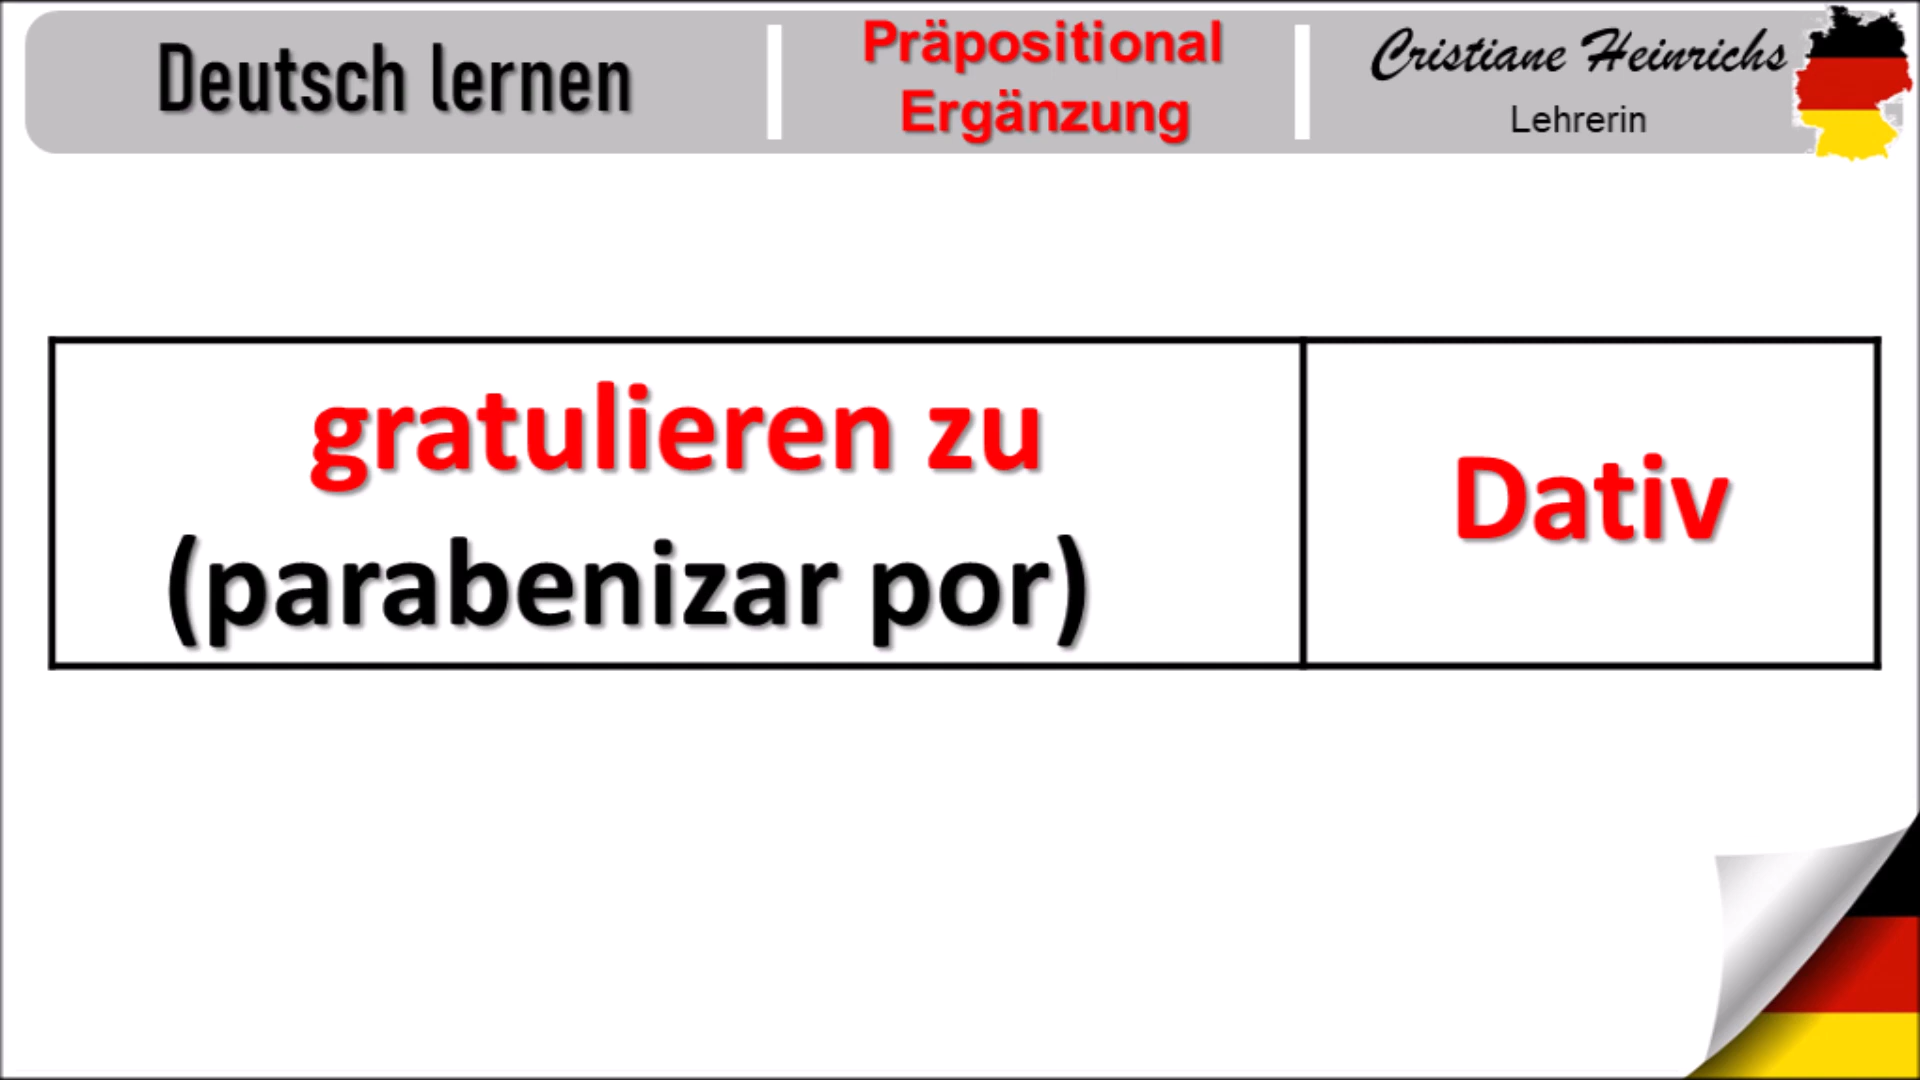 Deutsch lernen
Präpositional
Ergänzung
Cristiane Heinrichs
Lehrerin
gratulieren zu
(parabenizar por)
Dativ